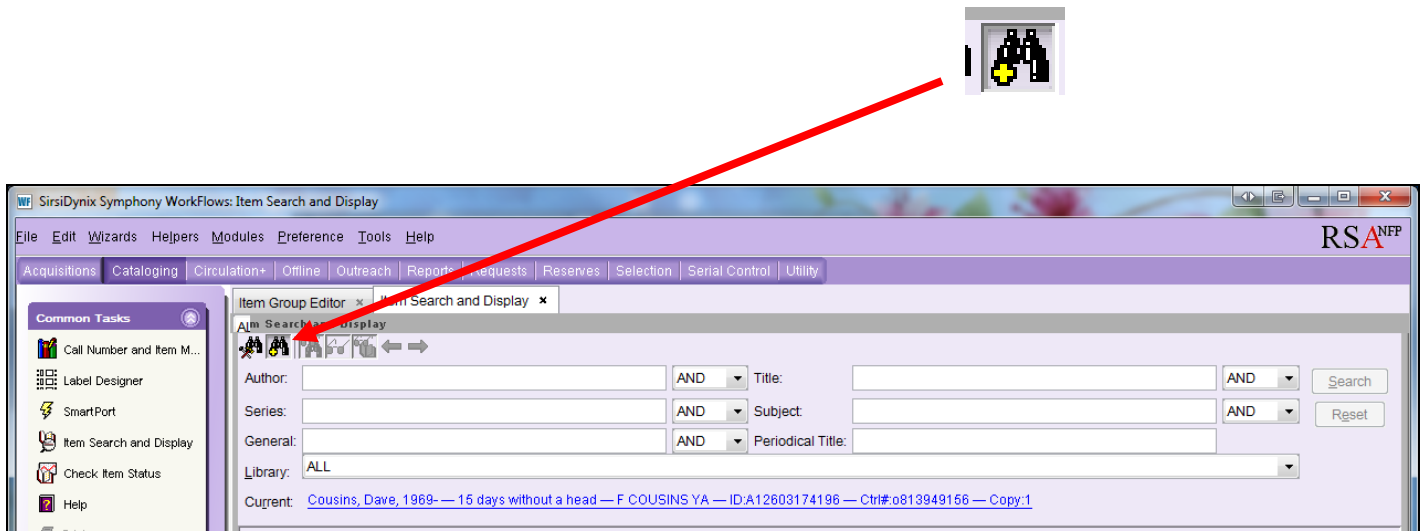 SirsiDynix Symphony WorkFlows: Item Search and Display
File Edit Wizards Helpers Modules Preference Tools Help
RSA NFP
Acquisitions Cataloging Circulation+ Offline Outreach Reports Requests Reserves Selection Serial Control Utility
Item Group Editor × Item Search and Display ×
Common Tasks
ALm Search and Display
Call Number and Item M...
Label Designer
SmartPort
Item Search and Display
Check Item Status
Help
Author: AND Title: AND Search
Series: AND Subject: AND Reset
General: AND Periodical Title:
Library: ALL
Current: Cousins, Dave, 1969- — 15 days without a head — F COUSINS YA — ID:A12603174196 — Ctrl#:o813949156 — Copy:1